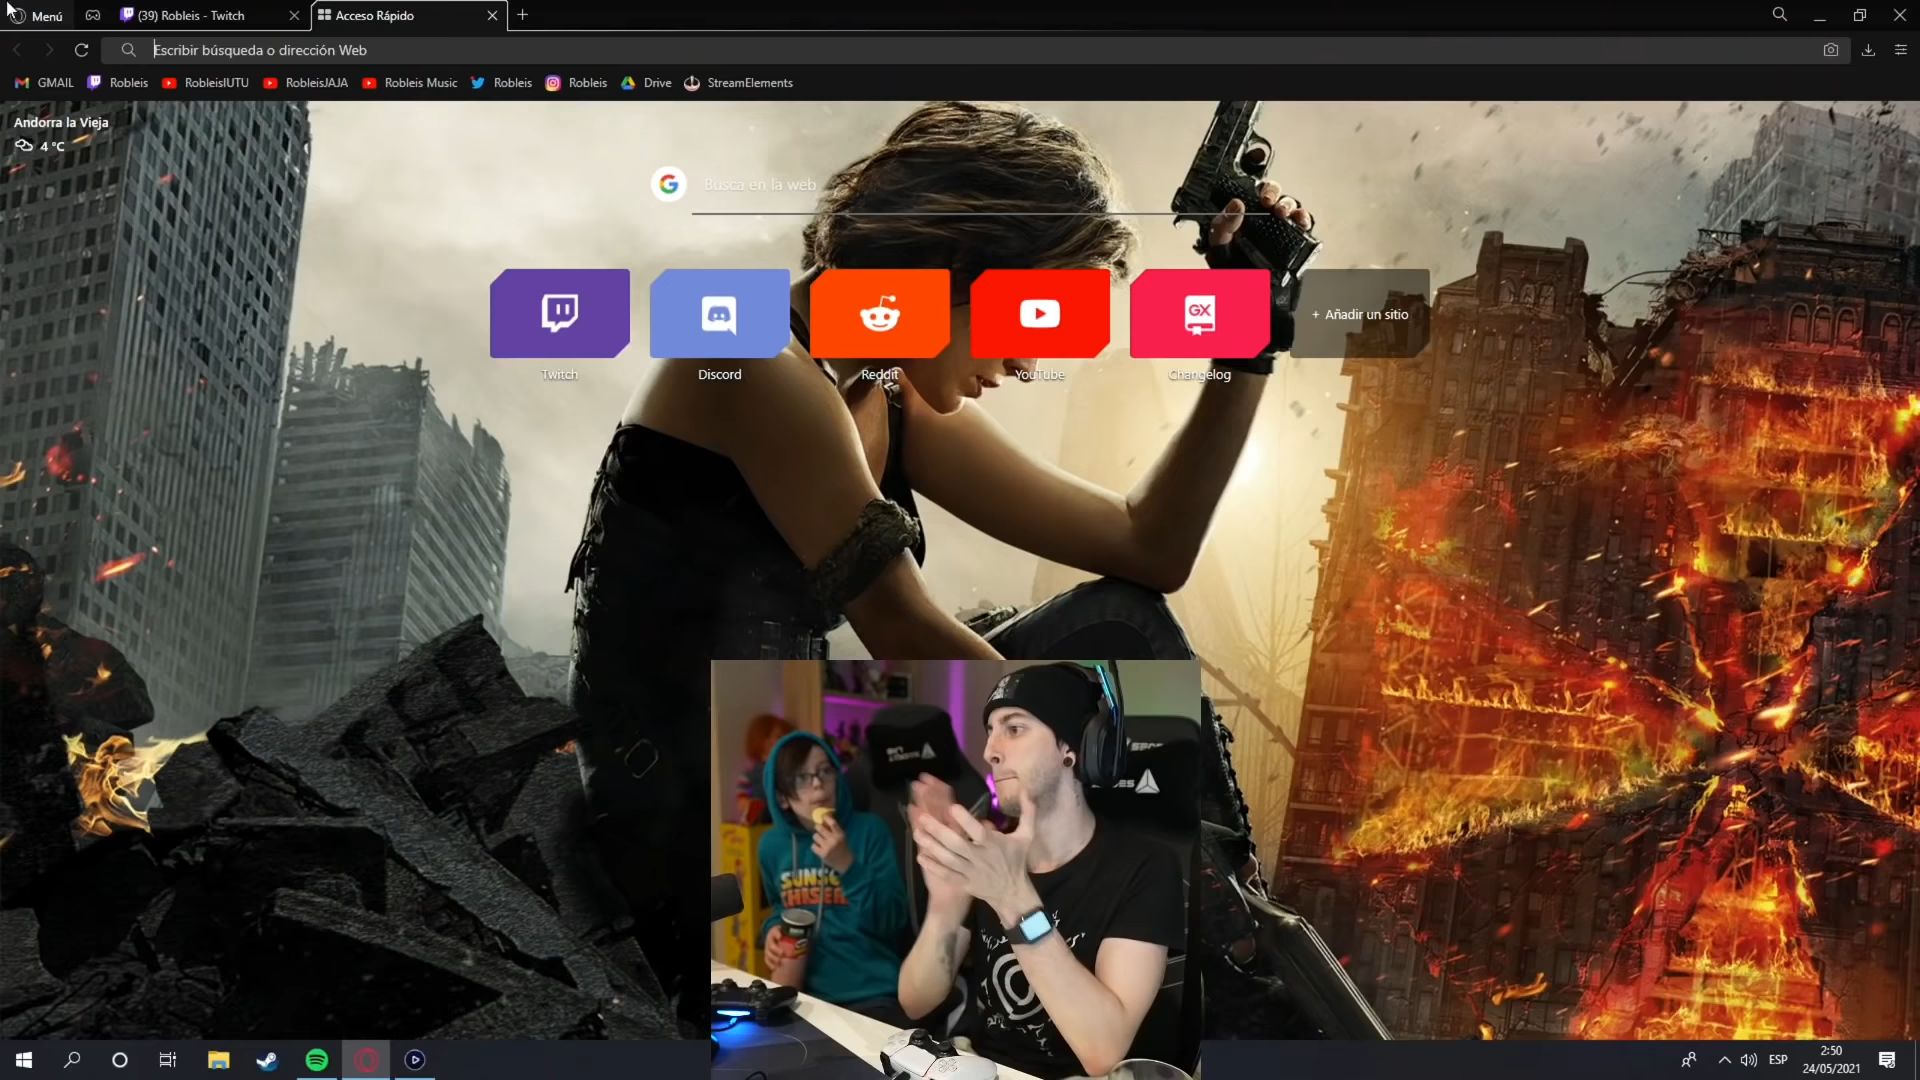 Menú
(39) Robleis - Twitch
Acceso Rápido
Escribir búsqueda o dirección Web
GMAIL
Robleis
RobleisIUTU
RobleisJAJA
Robleis Music
Robleis
Robleis
Drive
StreamElements
Andorra la Vieja
4 °C
Busca en la web
GX
+ Añadir un sitio
Twitch
Discord
Reddit
YouTube
Changelog
ESP
2:50
24/05/2021